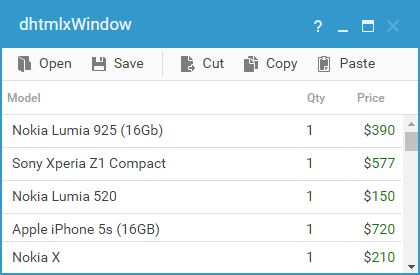 dhtmlxWindow ?
Open Save Cut Copy Paste
Model Qty Price
Nokia Lumia 925 (16Gb) 1 $390
Sony Xperia Z1 Compact 1 $577
Nokia Lumia 520 1 $150
Apple iPhone 5s (16GB) 1 $720
Nokia X 1 $210